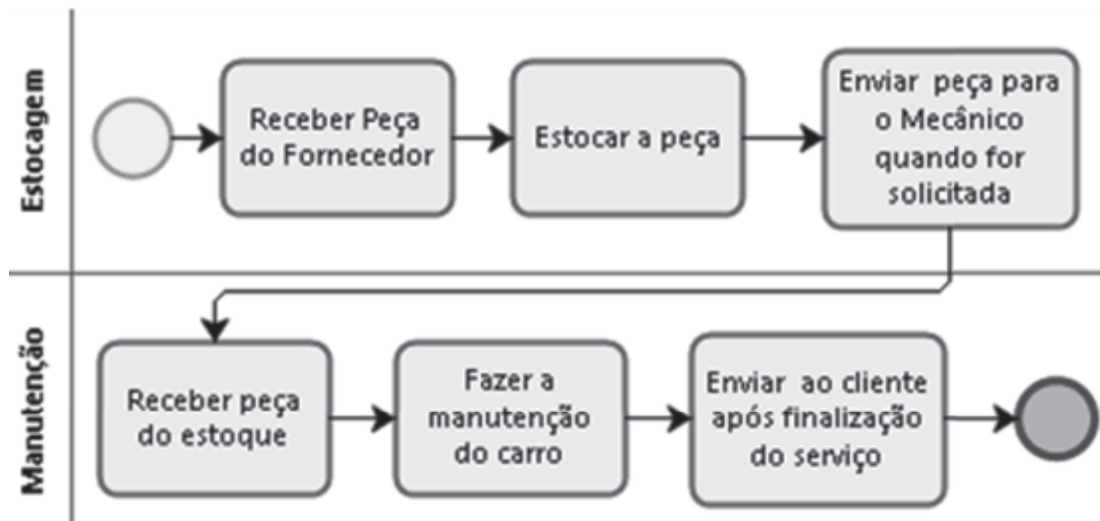 Estocagem
Receber Peça
do Fornecedor
Estocar a peça
Enviar peça para
o Mecânico
quando for
solicitada
Manutenção
Receber peça
do estoque
Fazer a
manutenção
do carro
Enviar ao cliente
após finalização
do serviço